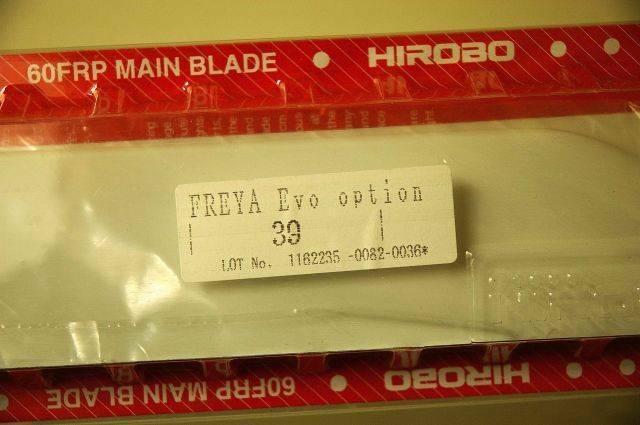 60FRP MAIN BLADE HIROBO
FREYA Evo option
39
LOT No. 1162235 -0082-0036*
60FRP MAIN BLADE HIROBO